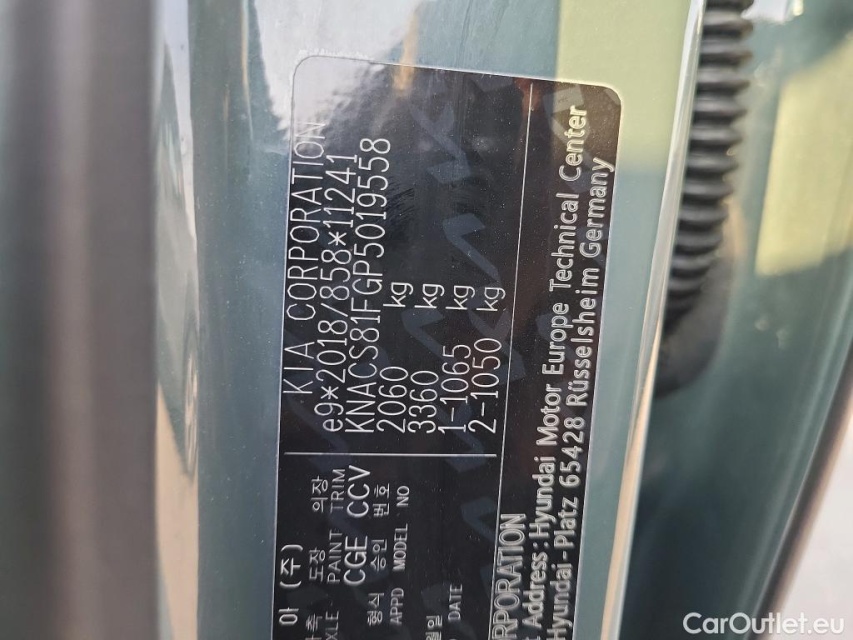 KIA CORPORATION
e9*2018/858*11241
KNACS81FGP5019558
2060 kg
3360 kg
1-1065 kg
2-1050 kg
아 (주)
도장 의장
PAINT TRIM
CGE CCV
형식 승인 번호
APPD MODEL NO
DATE
RPORATION
Address : Hyundai Motor Europe Technical Center
Hyundai-Platz 65428 Rüsselsheim Germany
CarOutlet.eu